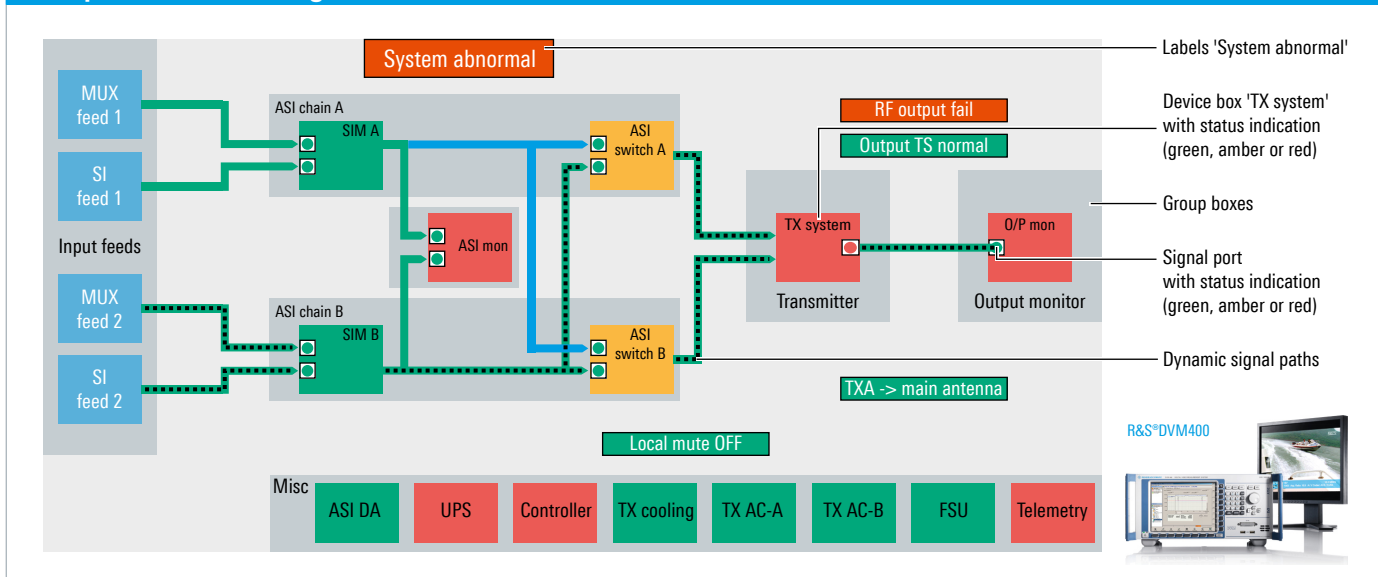 System abnormal
Labels 'System abnormal'
MUX
feed 1
SI
feed 1
Input feeds
MUX
feed 2
SI
feed 2
ASI chain A
SIM A
ASI
switch A
ASI mon
ASI chain B
SIM B
ASI
switch B
RF output fail
Output TS normal
TX system
Transmitter
O/P mon
Output monitor
TXA -> main antenna
Local mute OFF
Device box 'TX system'
with status indication
(green, amber or red)
Group boxes
Signal port
with status indication
(green, amber or red)
Dynamic signal paths
R&S®DVM400
Misc
ASI DA
UPS
Controller
TX cooling
TX AC-A
TX AC-B
FSU
Telemetry